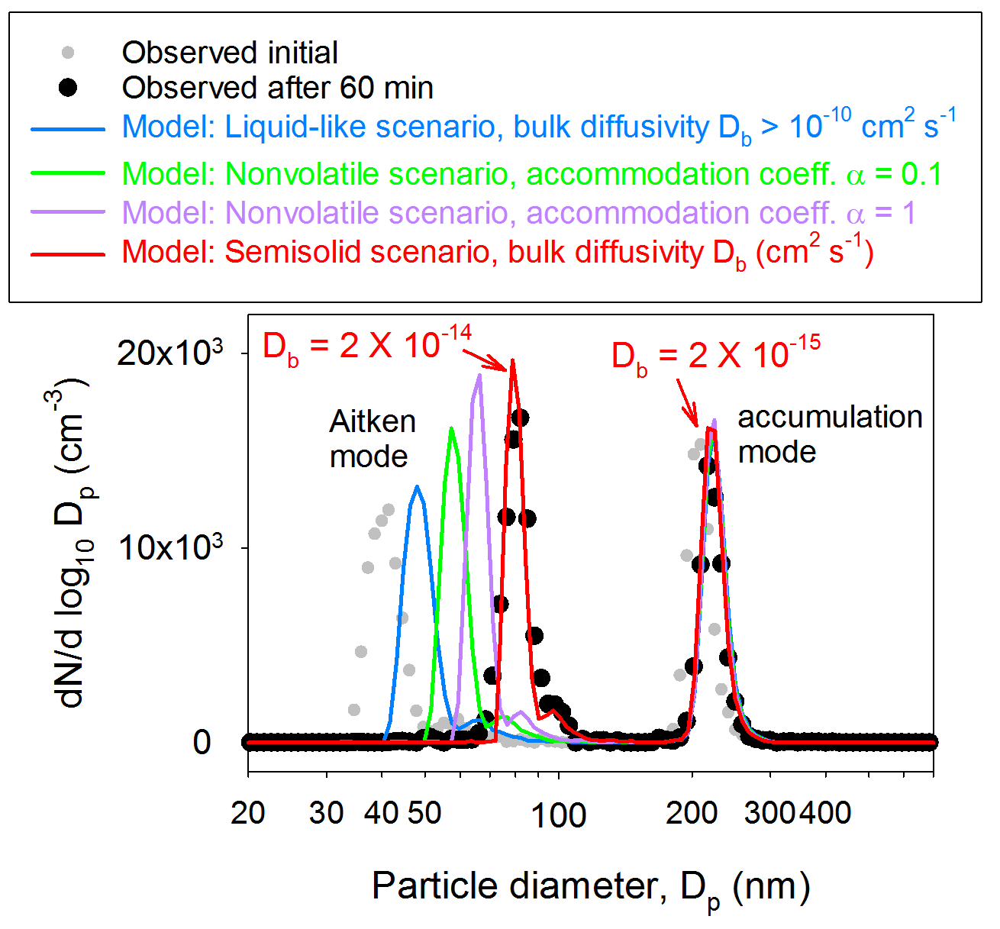 Observed initial
Observed after 60 min
Model: Liquid-like scenario, bulk diffusivity D_b > 10^-10 cm^2 s^-1
Model: Nonvolatile scenario, accommodation coeff. α = 0.1
Model: Nonvolatile scenario, accommodation coeff. α = 1
Model: Semisolid scenario, bulk diffusivity D_b (cm^2 s^-1)
D_b = 2 X 10^-14
D_b = 2 X 10^-15
Aitken
mode
accumulation
mode
20x10^3
10x10^3
0
dN/d log_10 D_p (cm^-3)
20 30 40 50 100 200 300 400
Particle diameter, D_p (nm)